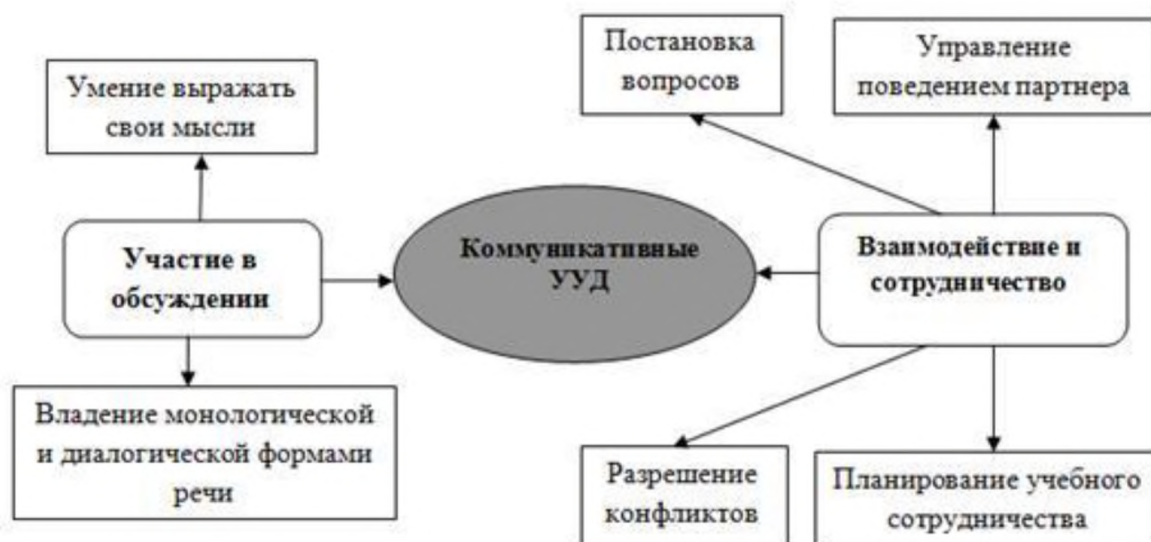 Умение выражать
свои мысли
Постановка
вопросов
Управление
поведением партнера
Участие в
обсуждении
Коммуникативные
УУД
Взаимодействие и
сотрудничество
Владение монологической
и диалогической формами
речи
Разрешение
конфликтов
Планирование учебного
сотрудничества